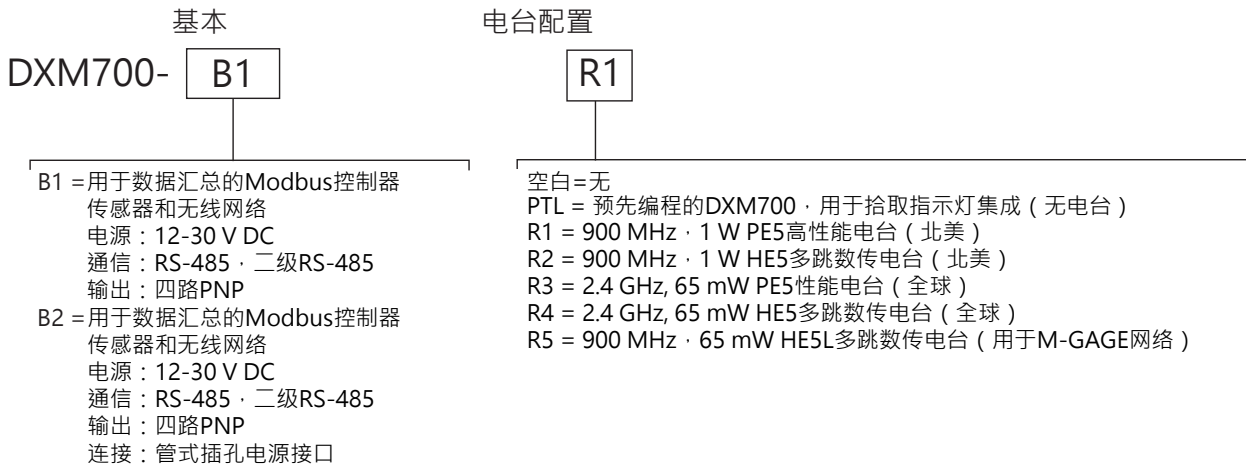 基本
电台配置
DXM700- B1 R1
B1 =用于数据汇总的Modbus控制器
传感器和无线网络
电源：12-30 V DC
通信：RS-485，二级RS-485
输出：四路PNP
B2 =用于数据汇总的Modbus控制器
传感器和无线网络
电源：12-30 V DC
通信：RS-485，二级RS-485
输出：四路PNP
连接：管式插孔电源接口
空白=无
PTL = 预先编程的DXM700，用于拾取指示灯集成（无电台）
R1 = 900 MHz，1 W PE5高性能电台（北美）
R2 = 900 MHz，1 W HE5多跳数传电台（北美）
R3 = 2.4 GHz, 65 mW PE5性能电台（全球）
R4 = 2.4 GHz, 65 mW HE5多跳数传电台（全球）
R5 = 900 MHz，65 mW HE5L多跳数传电台（用于M-GAGE网络）